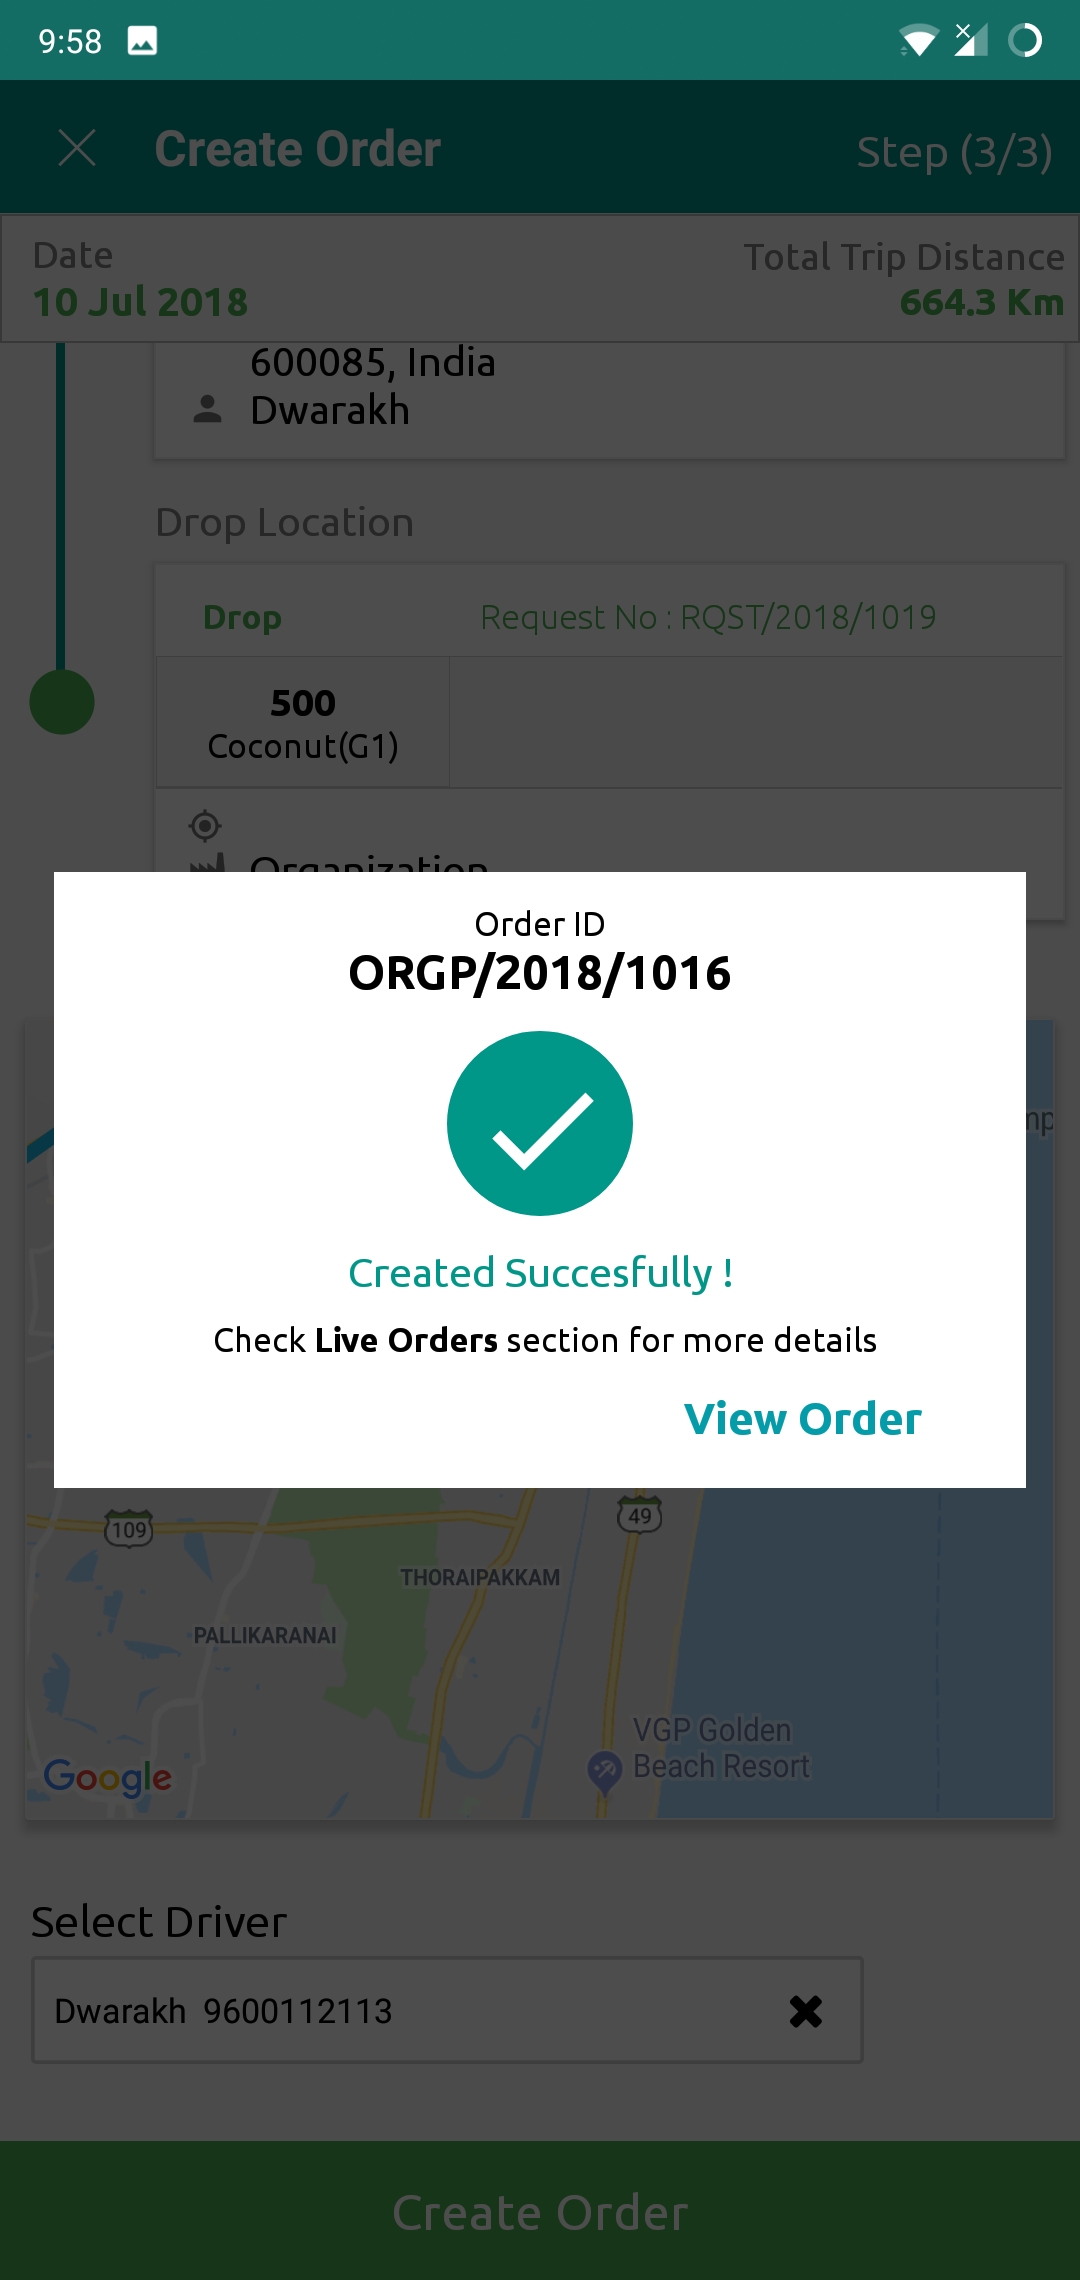 9:58
Create Order
Step (3/3)
Date
Total Trip Distance
10 Jul 2018
664.3 Km
600085, India
Dwarakh
Drop Location
Drop
Request No : RQST/2018/1019
500
Coconut(G1)
Organization
Order ID
ORGP/2018/1016
Created Succesfully !
Check Live Orders section for more details
View Order
109
49
THORAIPAKKAM
PALLIKARANAI
VGP Golden
Beach Resort
Google
Select Driver
Dwarakh 9600112113
Create Order